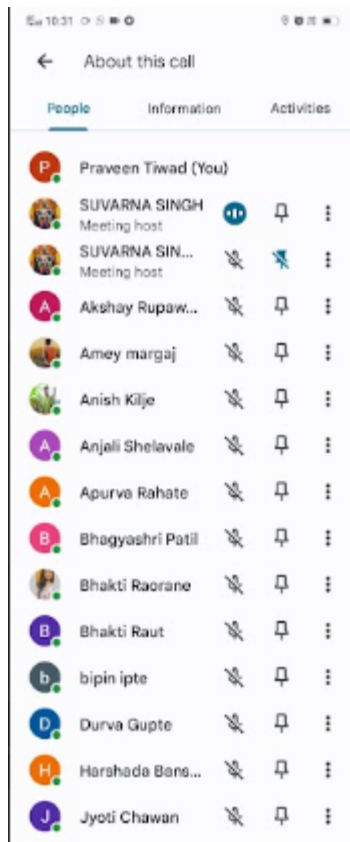 10:31
About this call
People Information Activities
P Praveen Tiwad (You)
SUVARNA SINGH
Meeting host
SUVARNA SIN...
Meeting host
A Akshay Rupaw...
Amey margaj
Anish Kilje
A Anjali Shelavale
A Apurva Rahate
B Bhagyashri Patil
Bhakti Raorane
B Bhakti Raut
b bipin ipte
D Durva Gupte
H Harshada Bans...
J Jyoti Chawan